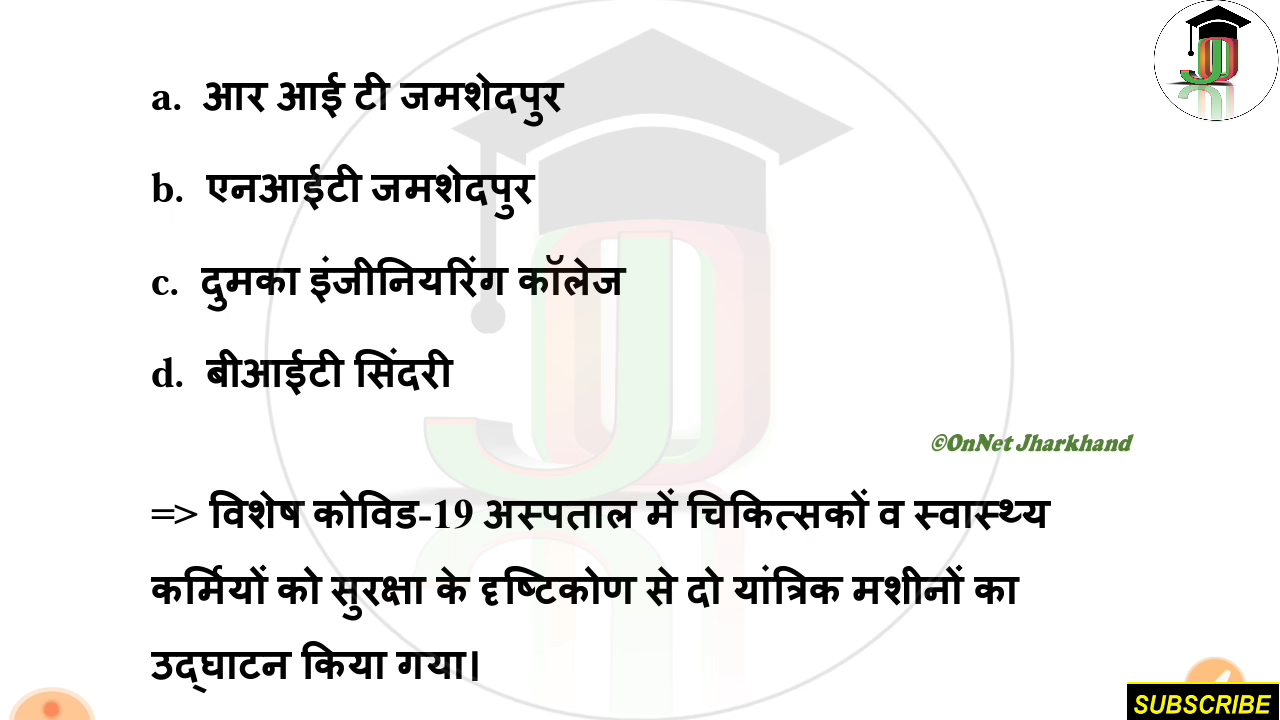 a. आर आई टी जमशेदपुर
b. एनआईटी जमशेदपुर
c. दुमका इंजीनियरिंग कॉलेज
d. बीआईटी सिंदरी
©OnNet Jharkhand
=> विशेष कोविड-19 अस्पताल में चिकित्सकों व स्वास्थ्य
कर्मियों को सुरक्षा के दृष्टिकोण से दो यांत्रिक मशीनों का
उद्घाटन किया गया।
SUBSCRIBE